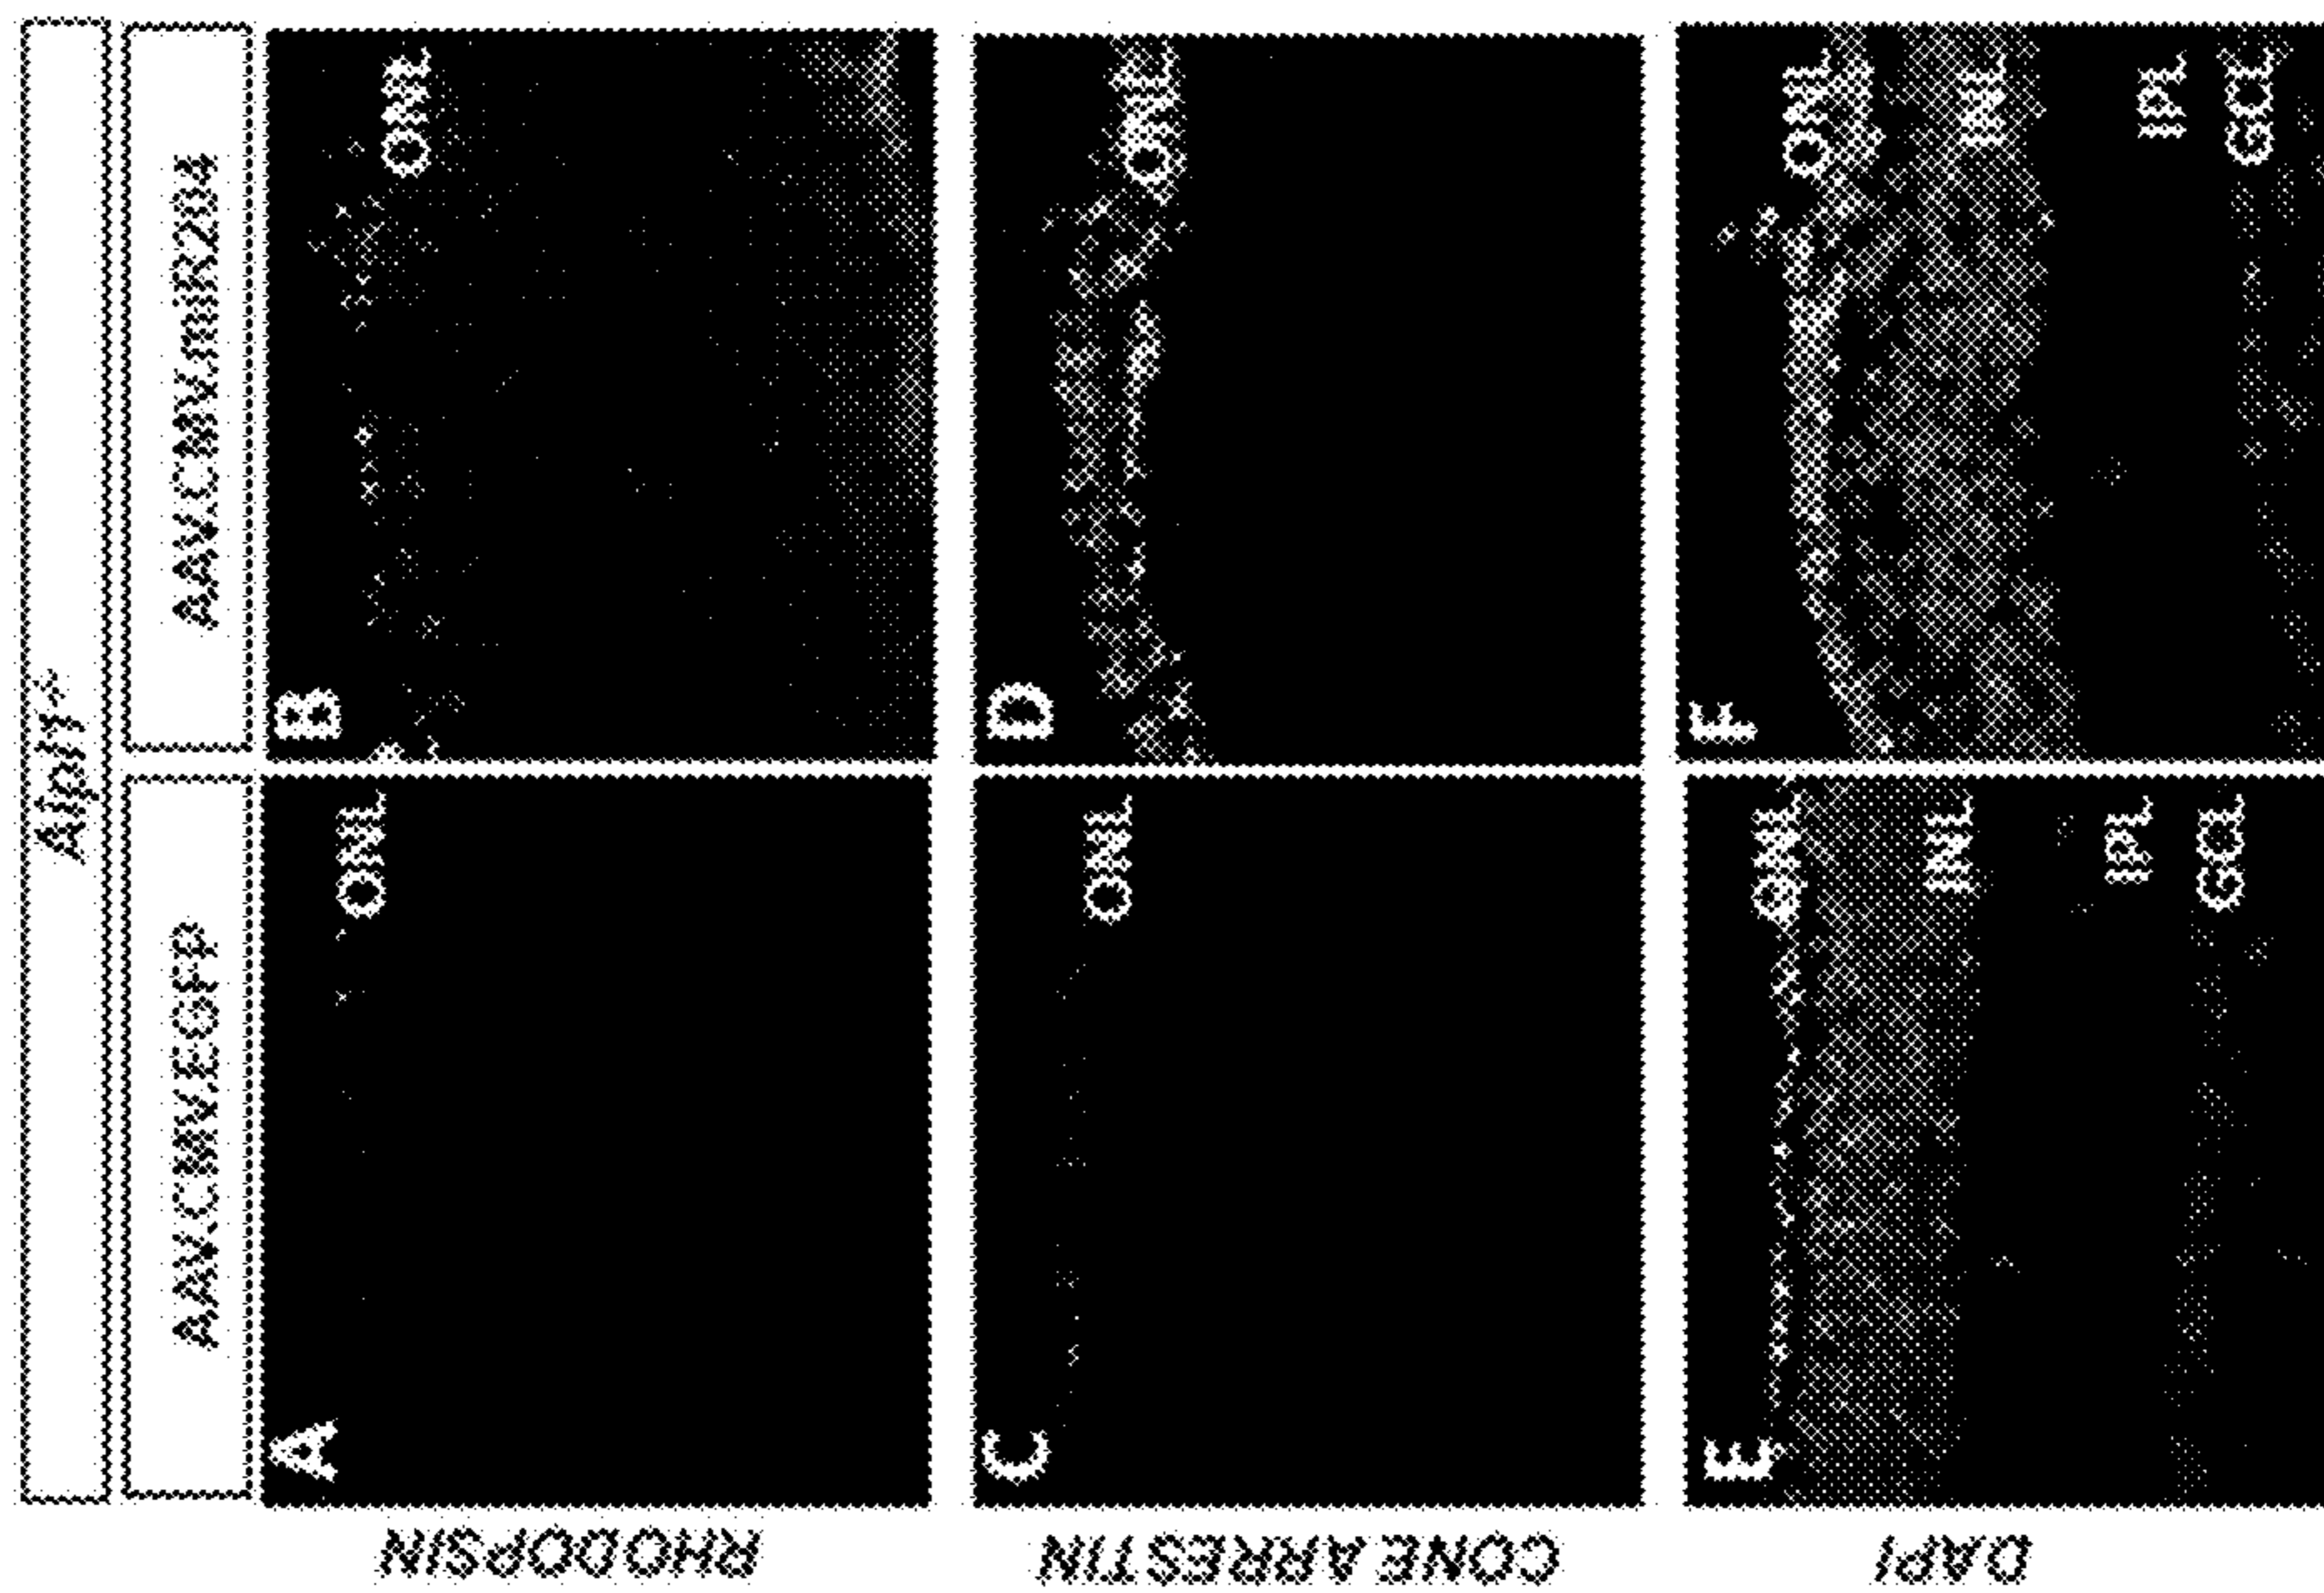 Aipl1-/-
AAV.CMV.EGFP
AAV.CMV.miR204
RHODOPSIN
A
ONL
B
ONL
CONE ARRESTIN
C
ONL
D
ONL
DAPI
E
ONL
INL
IPL
GCL
F
ONL
INL
IPL
GCL